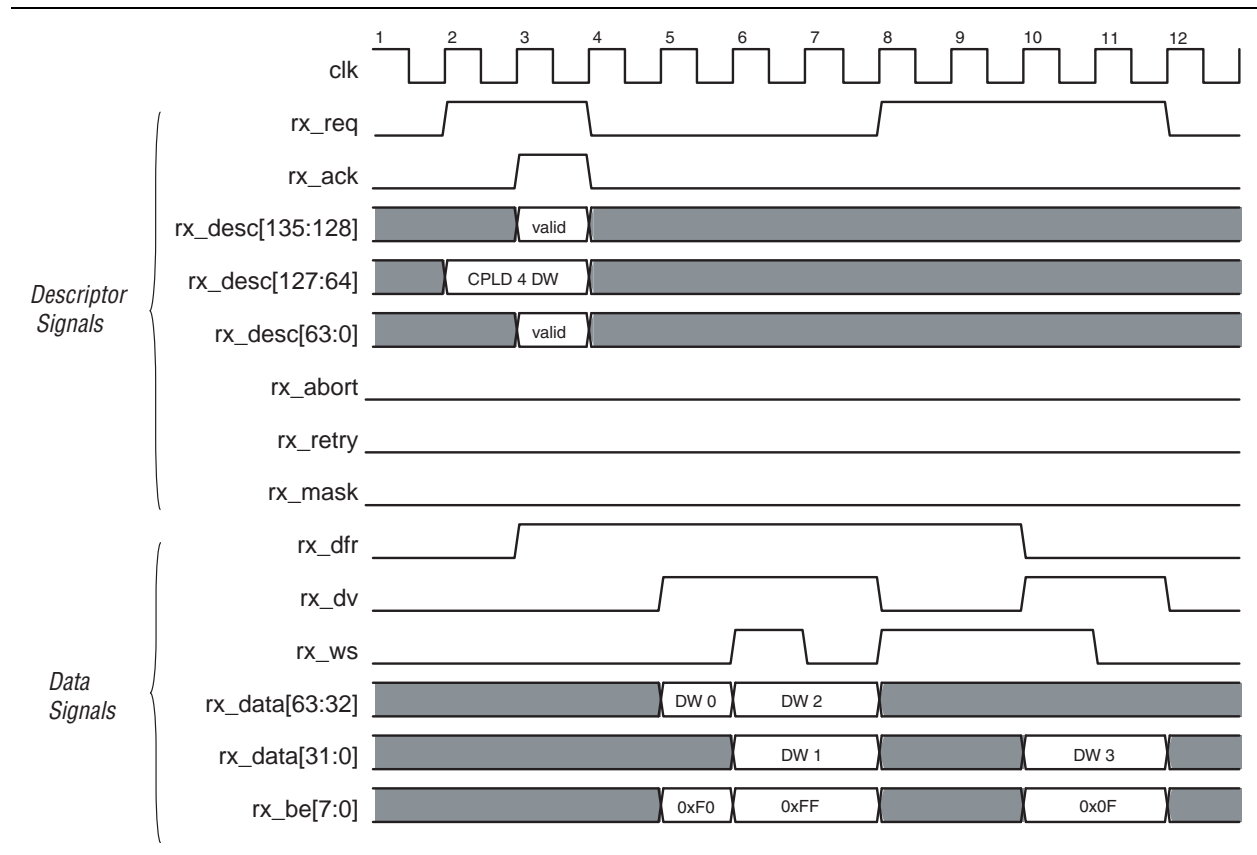 1 2 3 4 5 6 7 8 9 10 11 12
clk
rx_req
rx_ack
rx_desc[135:128] valid
rx_desc[127:64] CPLD 4 DW
Descriptor
Signals
rx_desc[63:0] valid
rx_abort
rx_retry
rx_mask
rx_dfr
rx_dv
rx_ws
Data
Signals
rx_data[63:32] DW 0 DW 2
rx_data[31:0] DW 1 DW 3
rx_be[7:0] 0xF0 0xFF 0x0F